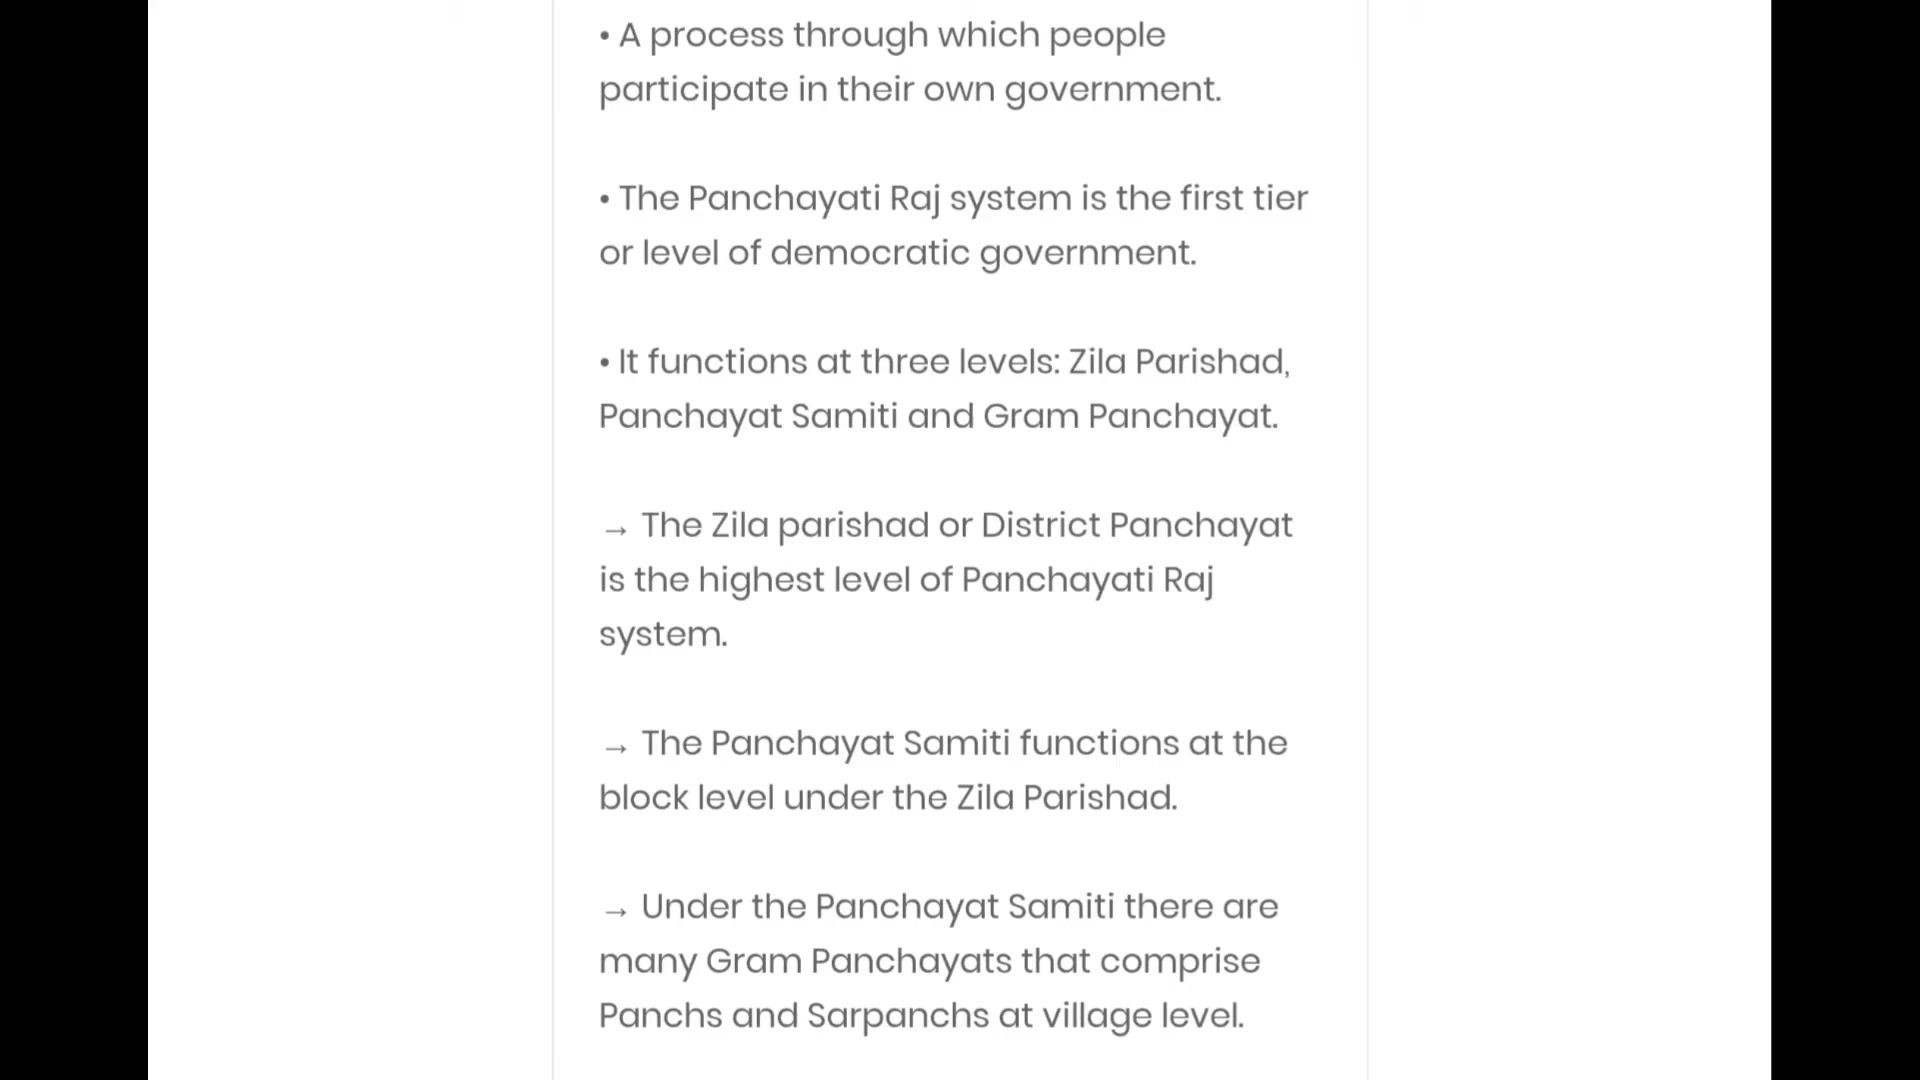 • A process through which people
participate in their own government.
• The Panchayati Raj system is the first tier
or level of democratic government.
• It functions at three levels: Zila Parishad,
Panchayat Samiti and Gram Panchayat.
→ The Zila parishad or District Panchayat
is the highest level of Panchayati Raj
system.
→ The Panchayat Samiti functions at the
block level under the Zila Parishad.
→ Under the Panchayat Samiti there are
many Gram Panchayats that comprise
Panchs and Sarpanchs at village level.